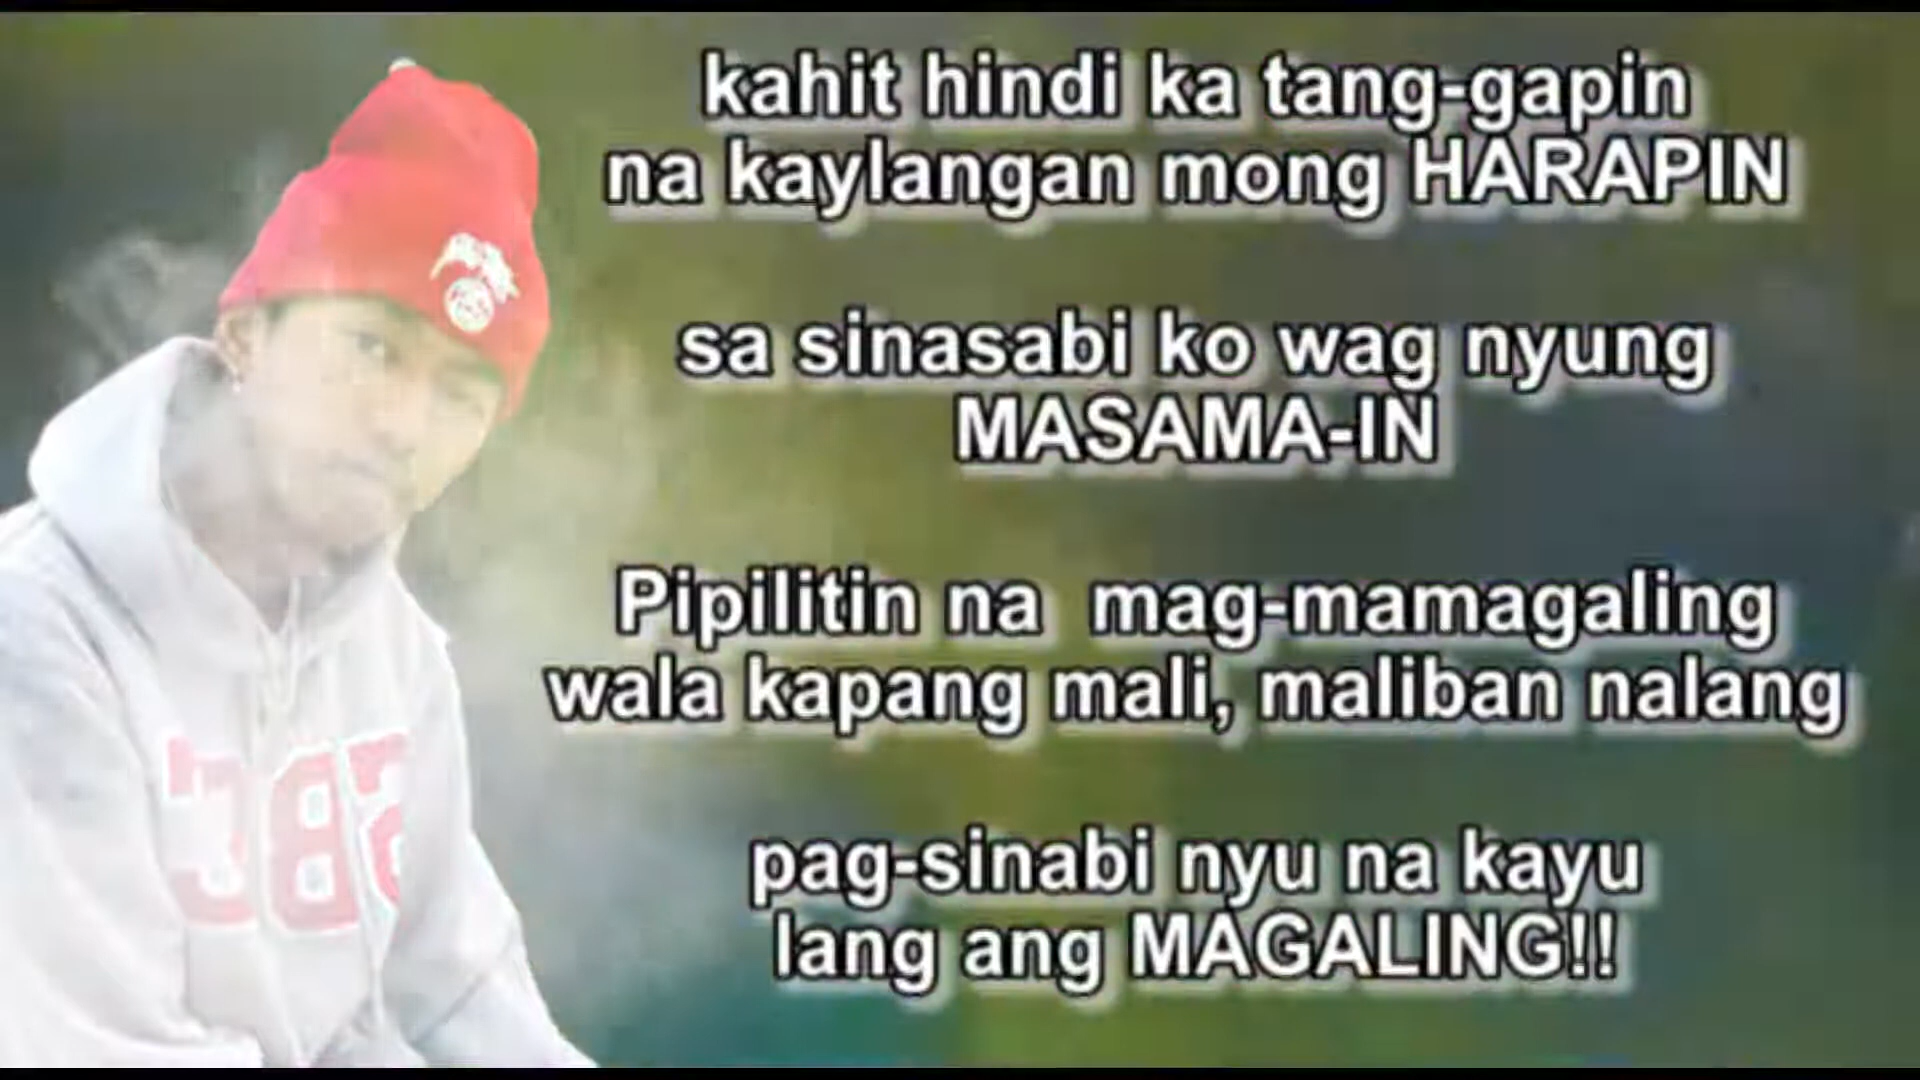 kahit hindi ka tang-gapin
na kaylangan mong HARAPIN
sa sinasabi ko wag nyung
MASAMA-IN
Pipilitin na mag-mamagaling
wala kapang mali, maliban nalang
pag-sinabi nyu na kayu
lang ang MAGALING!!